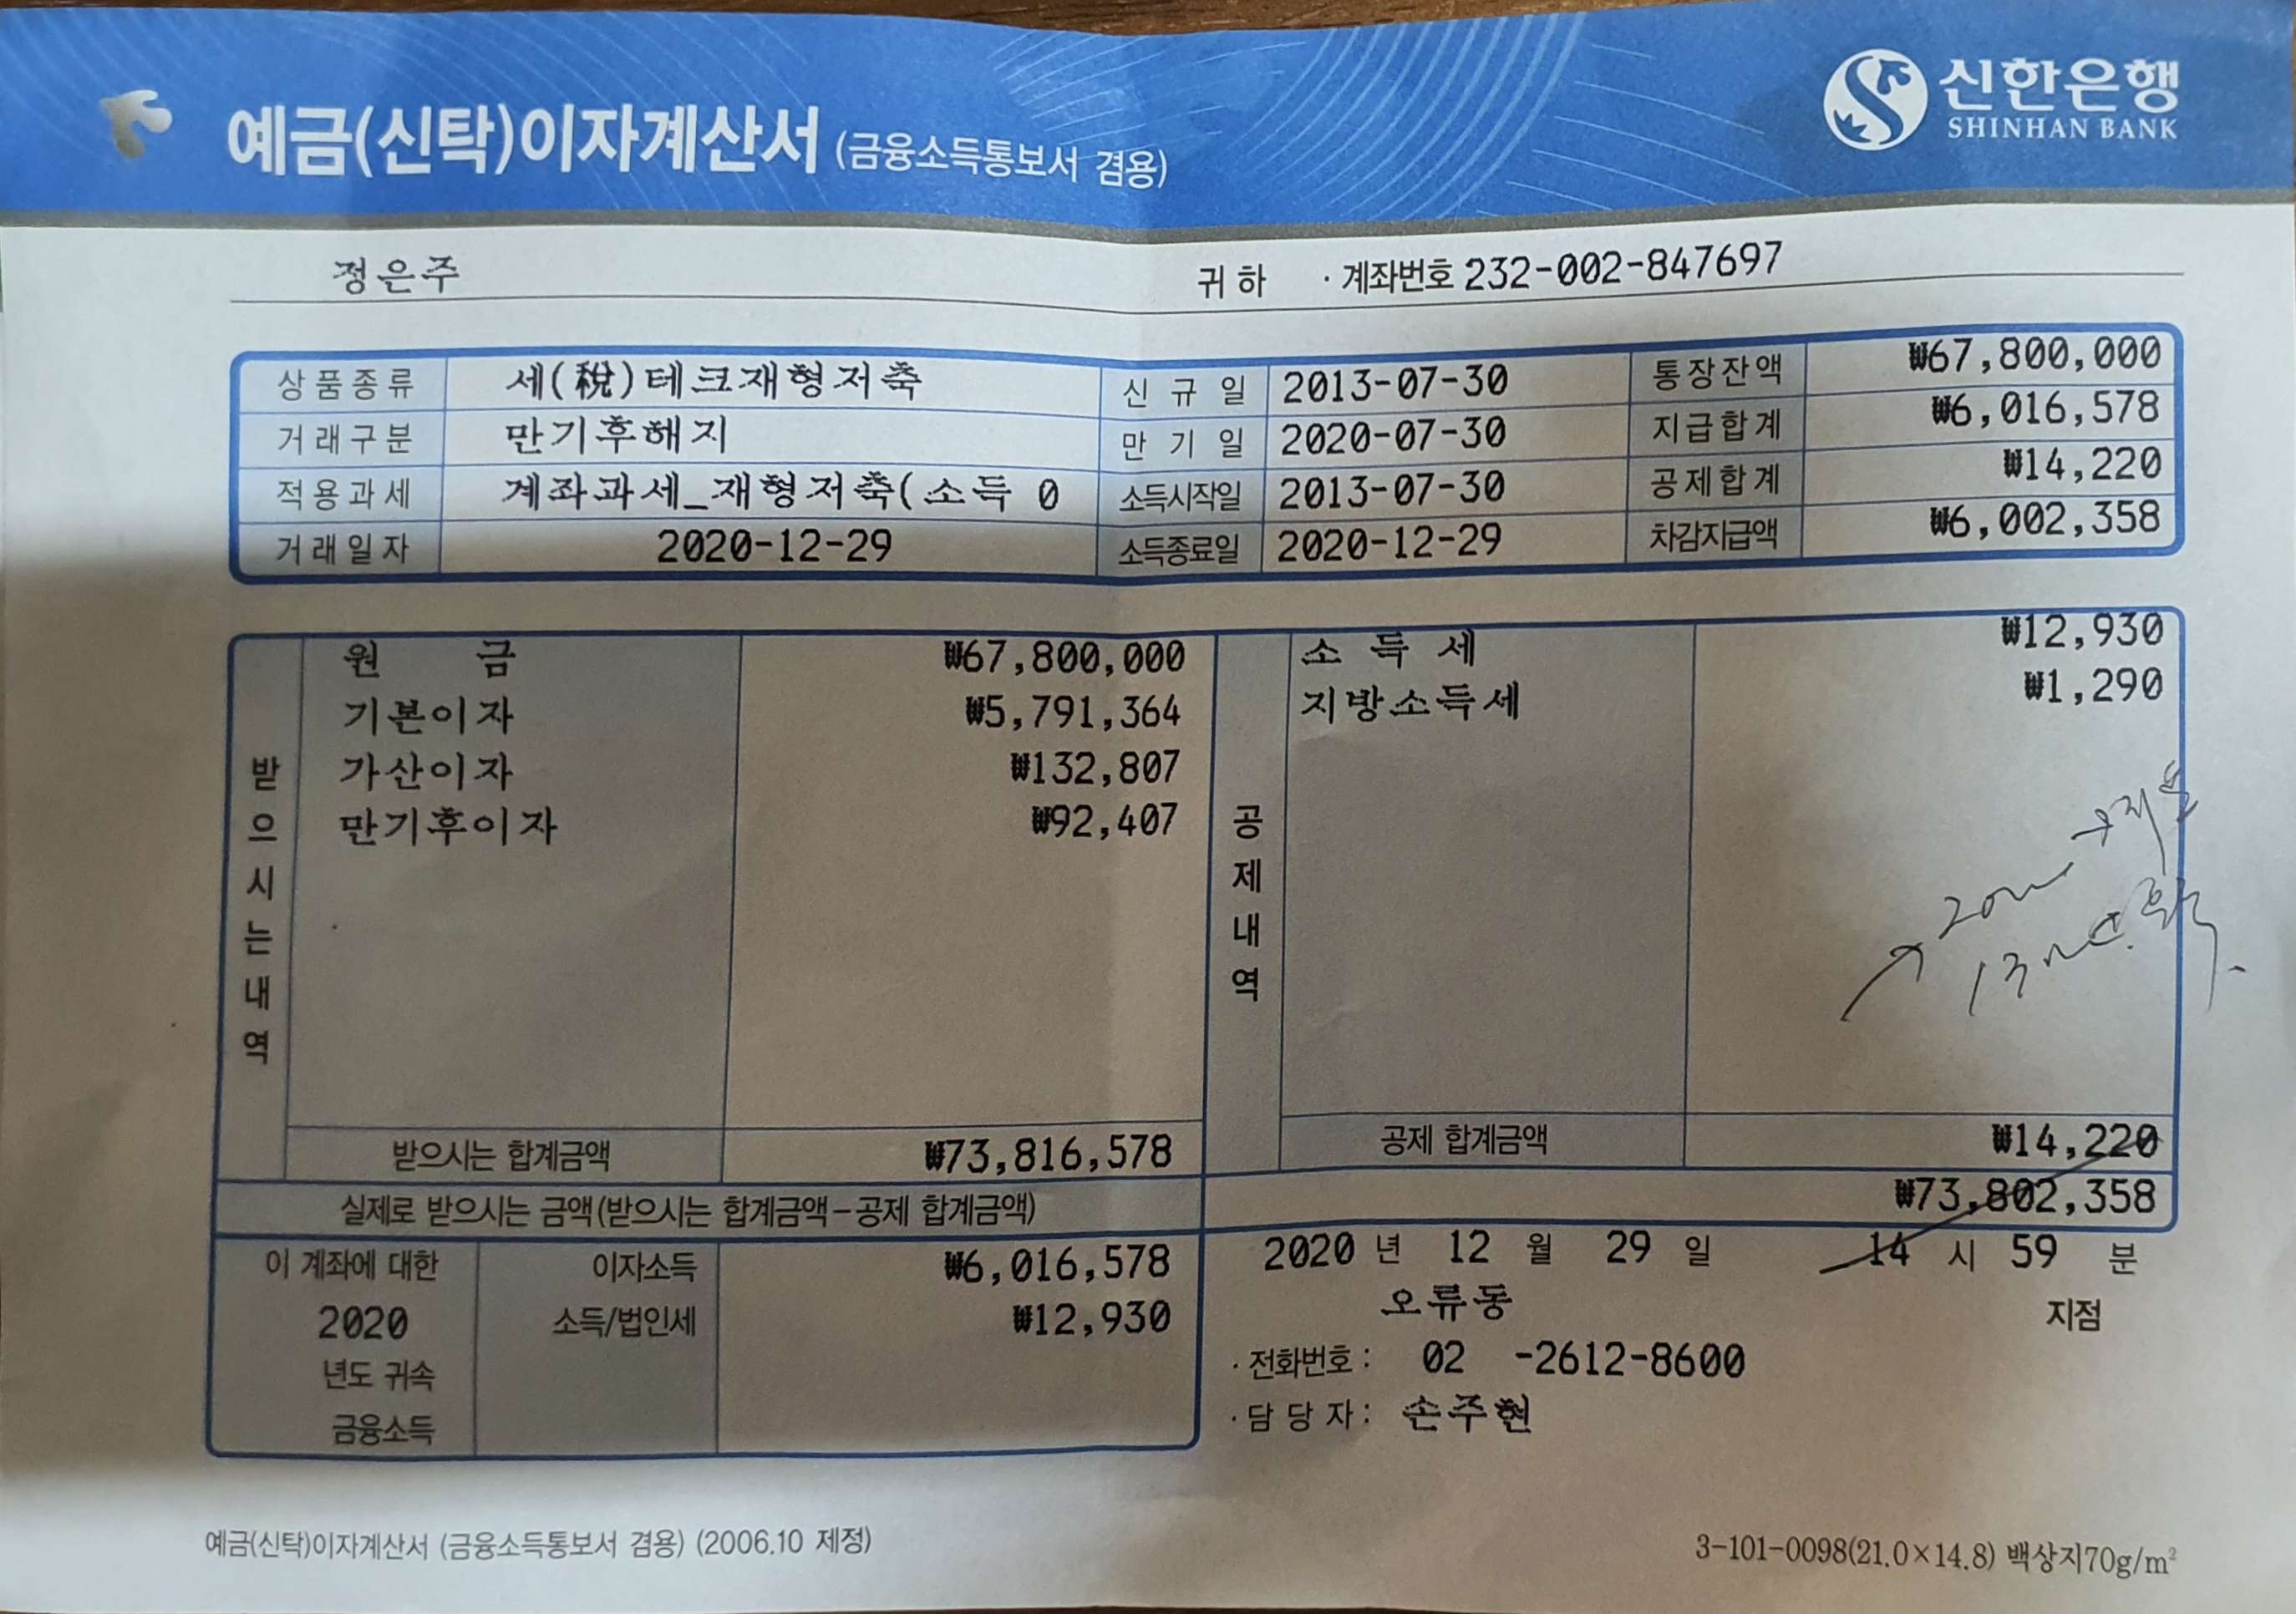 예금(신탁)이자계산서 (금융소득통보서 겸용)
신한은행
SHINHAN BANK
정은주 귀하 · 계좌번호 232-002-847697
상품종류 세(稅)테크재형저축 신규일 2013-07-30 통장잔액 ₩67,800,000
거래구분 만기후해지 만기일 2020-07-30 지급합계 ₩6,016,578
적용과세 계좌과세_재형저축(소득 0 소득시작일 2013-07-30 공제합계 ₩14,220
거래일자 2020-12-29 소득종료일 2020-12-29 차감지급액 ₩6,002,358
받으시는내역
원 금 ₩67,800,000
기본이자 ₩5,791,364
가산이자 ₩132,807
만기후이자 ₩92,407
받으시는 합계금액 ₩73,816,578
공제내역
소 득 세 ₩12,930
지방소득세 ₩1,290
공제 합계금액 ₩14,220
실제로 받으시는 금액(받으시는 합계금액-공제 합계금액) ₩73,802,358
이 계좌에 대한
2020
년도 귀속
금융소득
이자소득 ₩6,016,578
소득/법인세 ₩12,930
2020 년 12 월 29 일 14 시 59 분
오류동 지점
· 전화번호 : 02 -2612-8600
· 담당자 : 손주현
예금(신탁)이자계산서 (금융소득통보서 겸용) (2006.10 제정)
3-101-0098(21.0×14.8) 백상지70g/m²